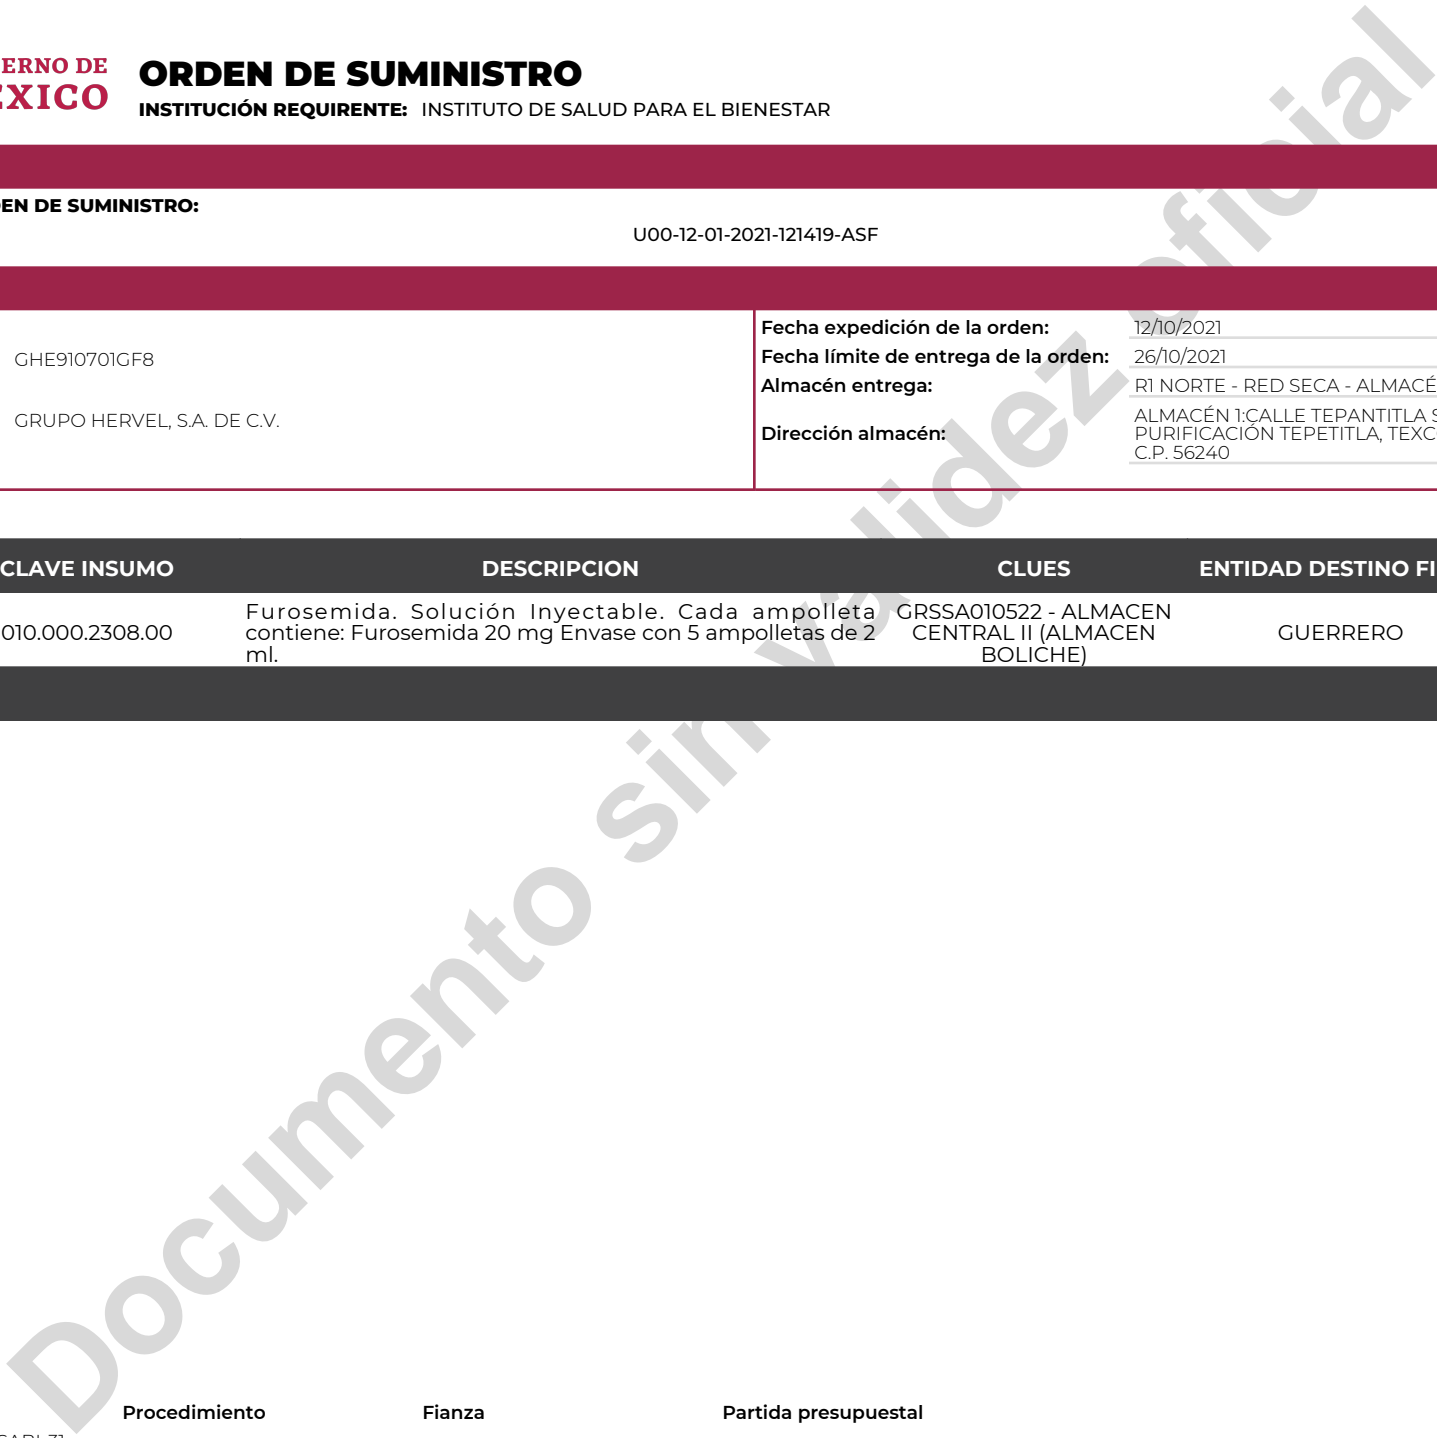 ERNO DE
ÉXICO
ORDEN DE SUMINISTRO
INSTITUCIÓN REQUIRENTE: INSTITUTO DE SALUD PARA EL BIENESTAR
EN DE SUMINISTRO:
U00-12-01-2021-121419-ASF
GHE910701GF8
GRUPO HERVEL, S.A. DE C.V.
Fecha expedición de la orden: 12/10/2021
Fecha límite de entrega de la orden: 26/10/2021
Almacén entrega: R1 NORTE - RED SECA - ALMACÉ
Dirección almacén: ALMACÉN 1:CALLE TEPANTITLA S
PURIFICACIÓN TEPETITLA, TEXC
C.P. 56240
CLAVE INSUMO DESCRIPCION CLUES ENTIDAD DESTINO FI
010.000.2308.00
Furosemida. Solución Inyectable. Cada ampolleta
contiene: Furosemida 20 mg Envase con 5 ampolletas de 2
ml.
GRSSA010522 - ALMACEN
CENTRAL II (ALMACEN
BOLICHE)
GUERRERO
Documento sin validez oficial
Procedimiento Fianza Partida presupuestal